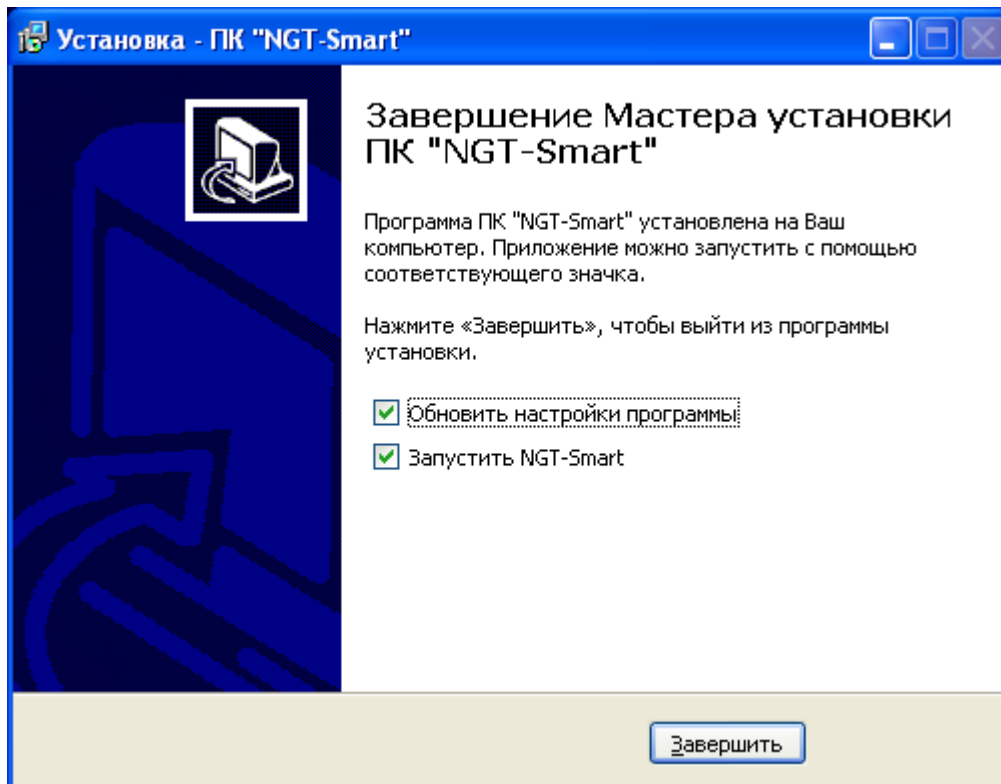 Установка - ПК "NGT-Smart"
Завершение Мастера установки
ПК "NGT-Smart"
Программа ПК "NGT-Smart" установлена на Ваш
компьютер. Приложение можно запустить с помощью
соответствующего значка.
Нажмите «Завершить», чтобы выйти из программы
установки.
Обновить настройки программы
Запустить NGT-Smart
Завершить